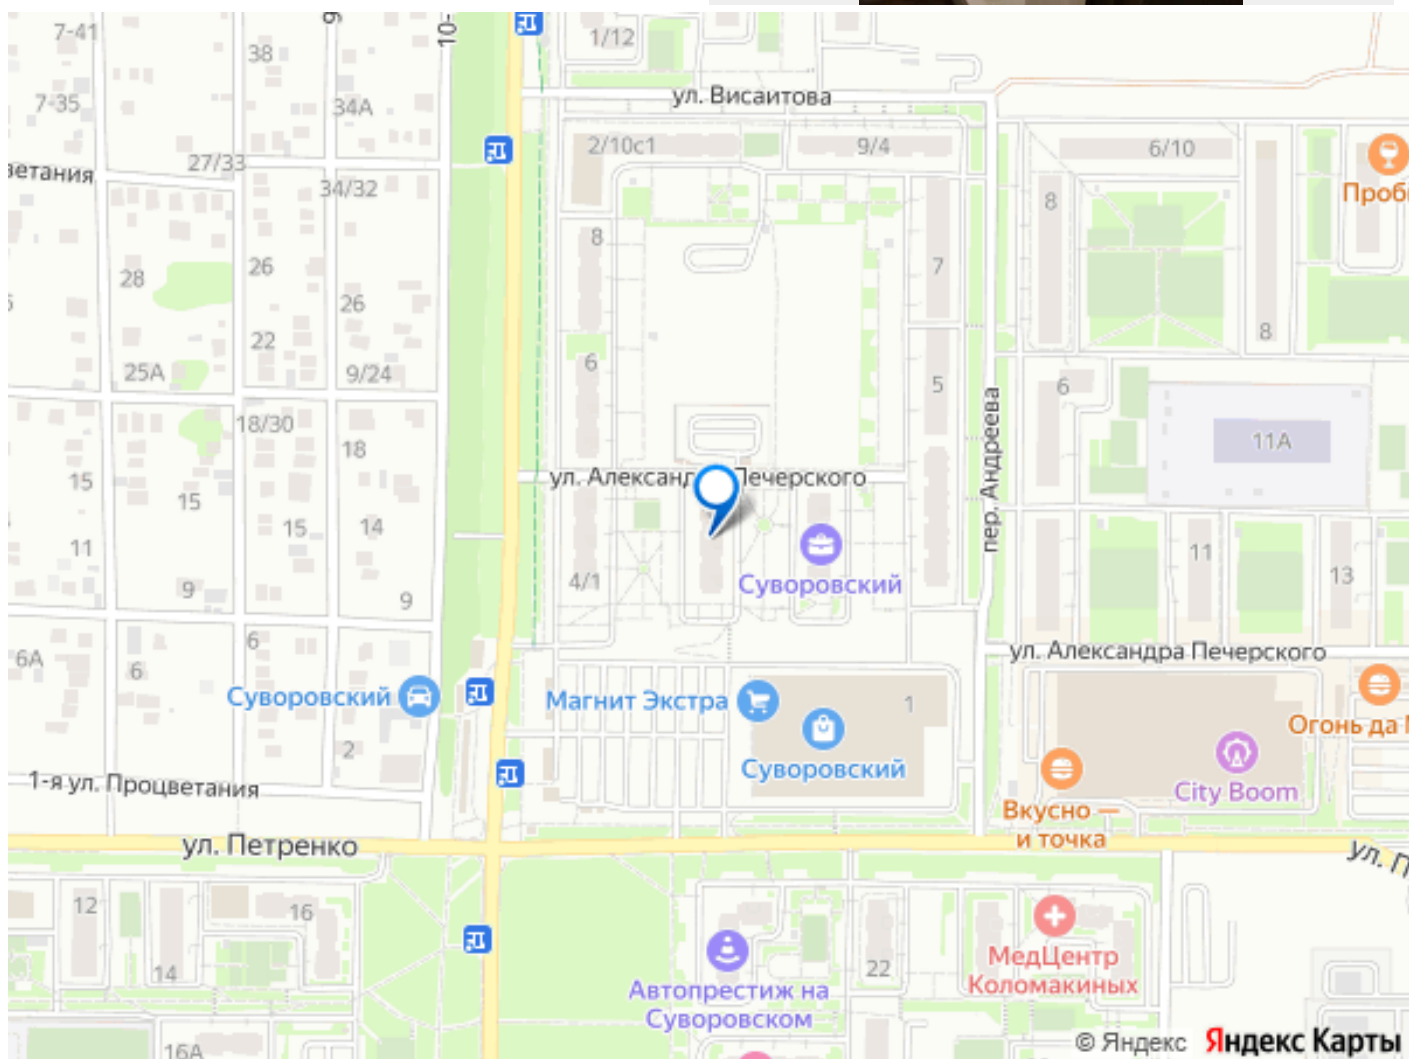 7-41
38
1/12
9
10-
7-35
34А
ул. Висаитова
27/33
2/10с1
9/4
6/10
ветания
34/32
8
Проб
8
28
26
26
7
22
8
6
25А
9/24
5
6
18/30
18
11А
пер. Андреева
15
15
ул. Александ
Печерского
15
14
11
11
13
9
9
4/1
Суворовский
6А
6
6
ул. Александра Печерского
Суворовский
Магнит Экстра
1
Огонь да
2
Суворовский
1-я ул. Процветания
City Boom
Вкусно —
и точка
ул. Петренко
ул. П
12
16
14
22
МедЦентр
Коломакиных
Автопрестиж на
Суворовском
16А
© Яндекс
Яндекс Карты